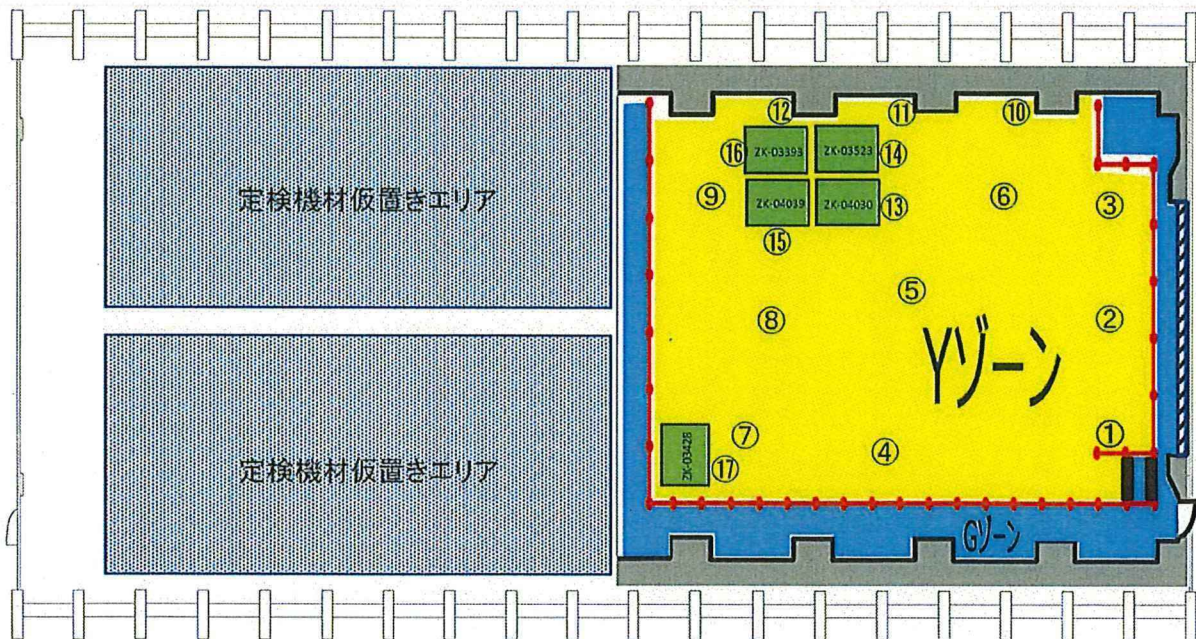 定検機材仮置きエリア
定検機材仮置きエリア
⑫
⑪
⑩
⑯
ZK-03393
ZK-03523
⑭
⑨
ZK-04039
ZK-04030
⑬
⑥
③
⑮
⑤
⑧
②
Yゾーン
①
⑦
④
ZK-03428
⑰
Gゾーン